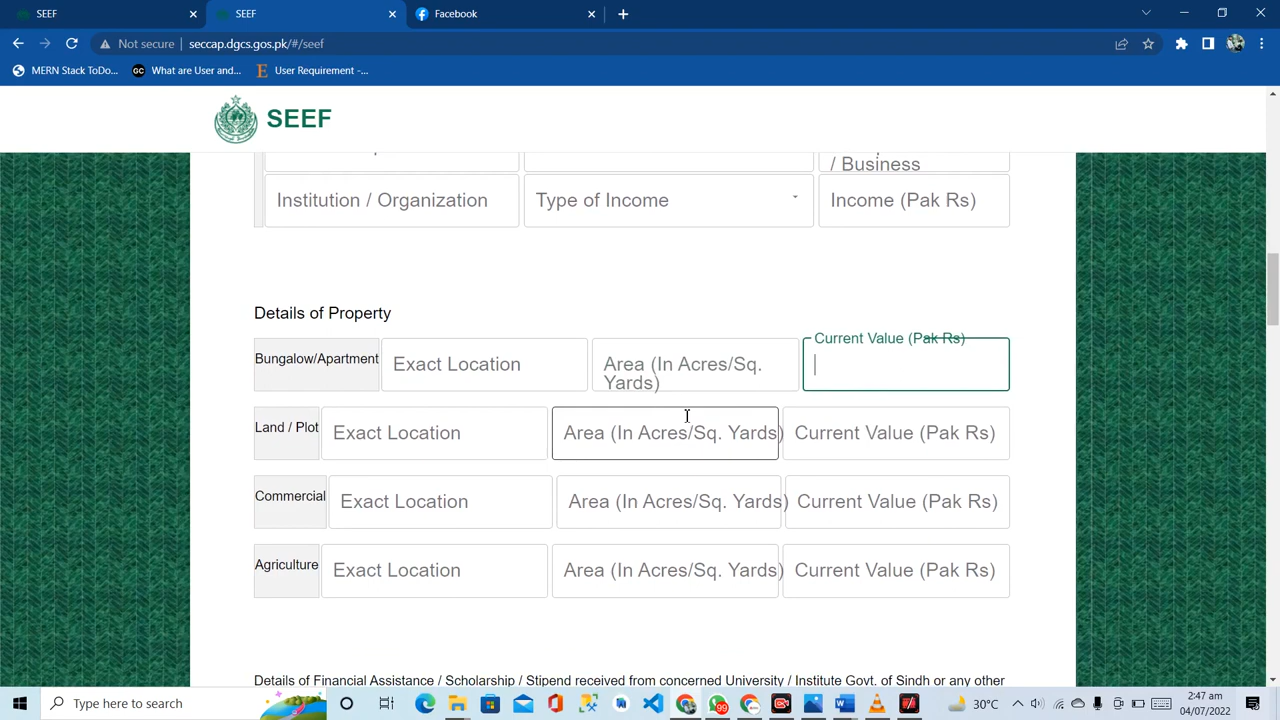 SEEF
SEEF
Facebook
Not secure
seccap.dgcs.gos.pk/#/seef
MERN Stack ToDo...
GC
What are User and...
E
User Requirement -...
SEEF
/ Business
Institution / Organization
Type of Income
Income (Pak Rs)
Details of Property
Current Value (Pak Rs)
Bungalow/Apartment
Exact Location
Area (In Acres/Sq.
Yards)
Land / Plot
Exact Location
Area (In Acres/Sq. Yards)
Current Value (Pak Rs)
Commercial
Exact Location
Area (In Acres/Sq. Yards)
Current Value (Pak Rs)
Agriculture
Exact Location
Area (In Acres/Sq. Yards)
Current Value (Pak Rs)
Details of Financial Assistance / Scholarship / Stipend received from concerned University / Institute Govt. of Sindh or any other
Type here to search
99
30°C
2:47 am
04/07/2022